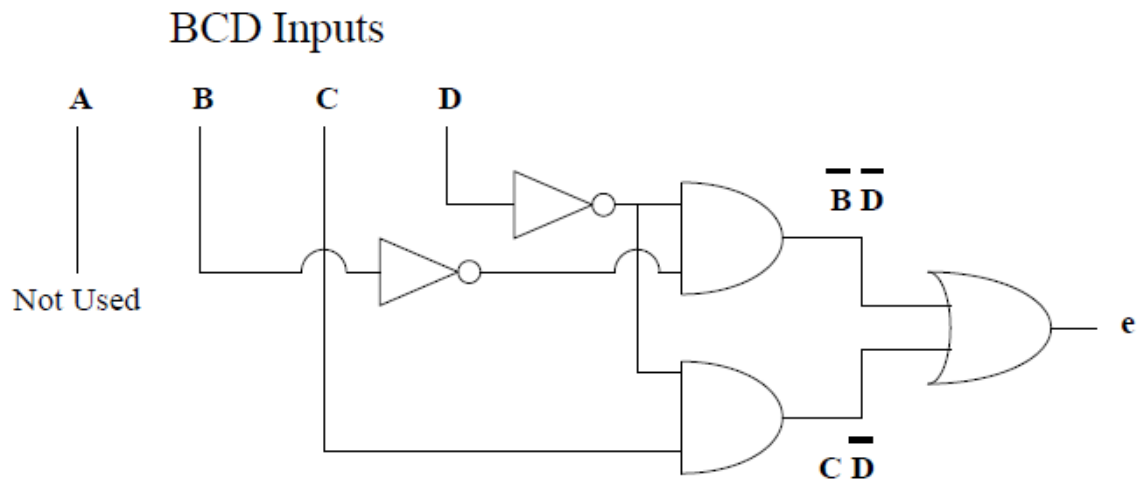 BCD Inputs
A B C D
B̅ D̅
Not Used
e
C D̅